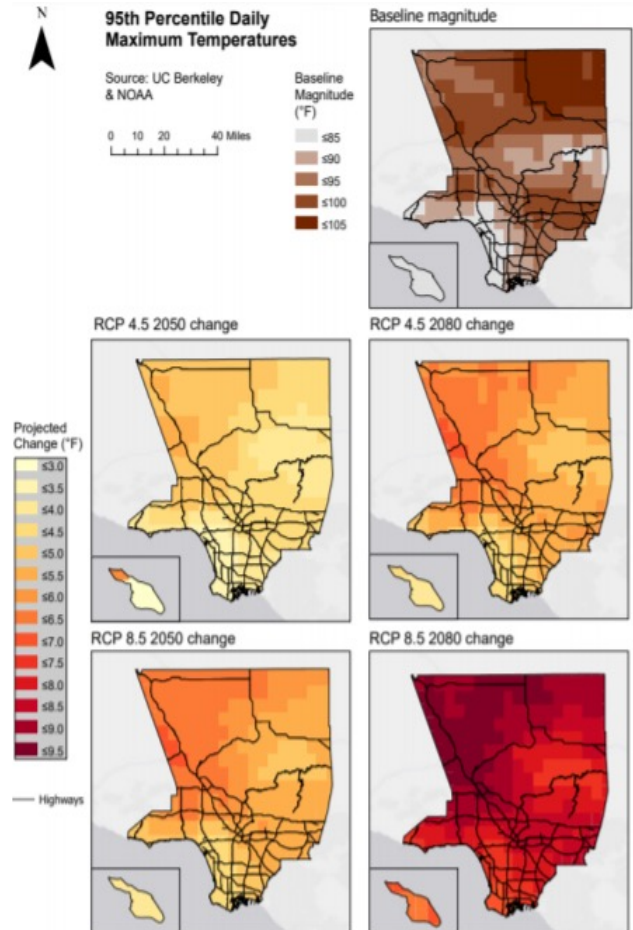 N
95th Percentile Daily
Maximum Temperatures
Source: UC Berkeley
& NOAA
0 10 20 40 Miles
Baseline
Magnitude
(°F)
≤85
≤90
≤95
≤100
≤105
Baseline magnitude
RCP 4.5 2050 change
RCP 4.5 2080 change
Projected
Change (°F)
≤3.0
≤3.5
≤4.0
≤4.5
≤5.0
≤5.5
≤6.0
≤6.5
≤7.0
≤7.5
≤8.0
≤8.5
≤9.0
≤9.5
Highways
RCP 8.5 2050 change
RCP 8.5 2080 change